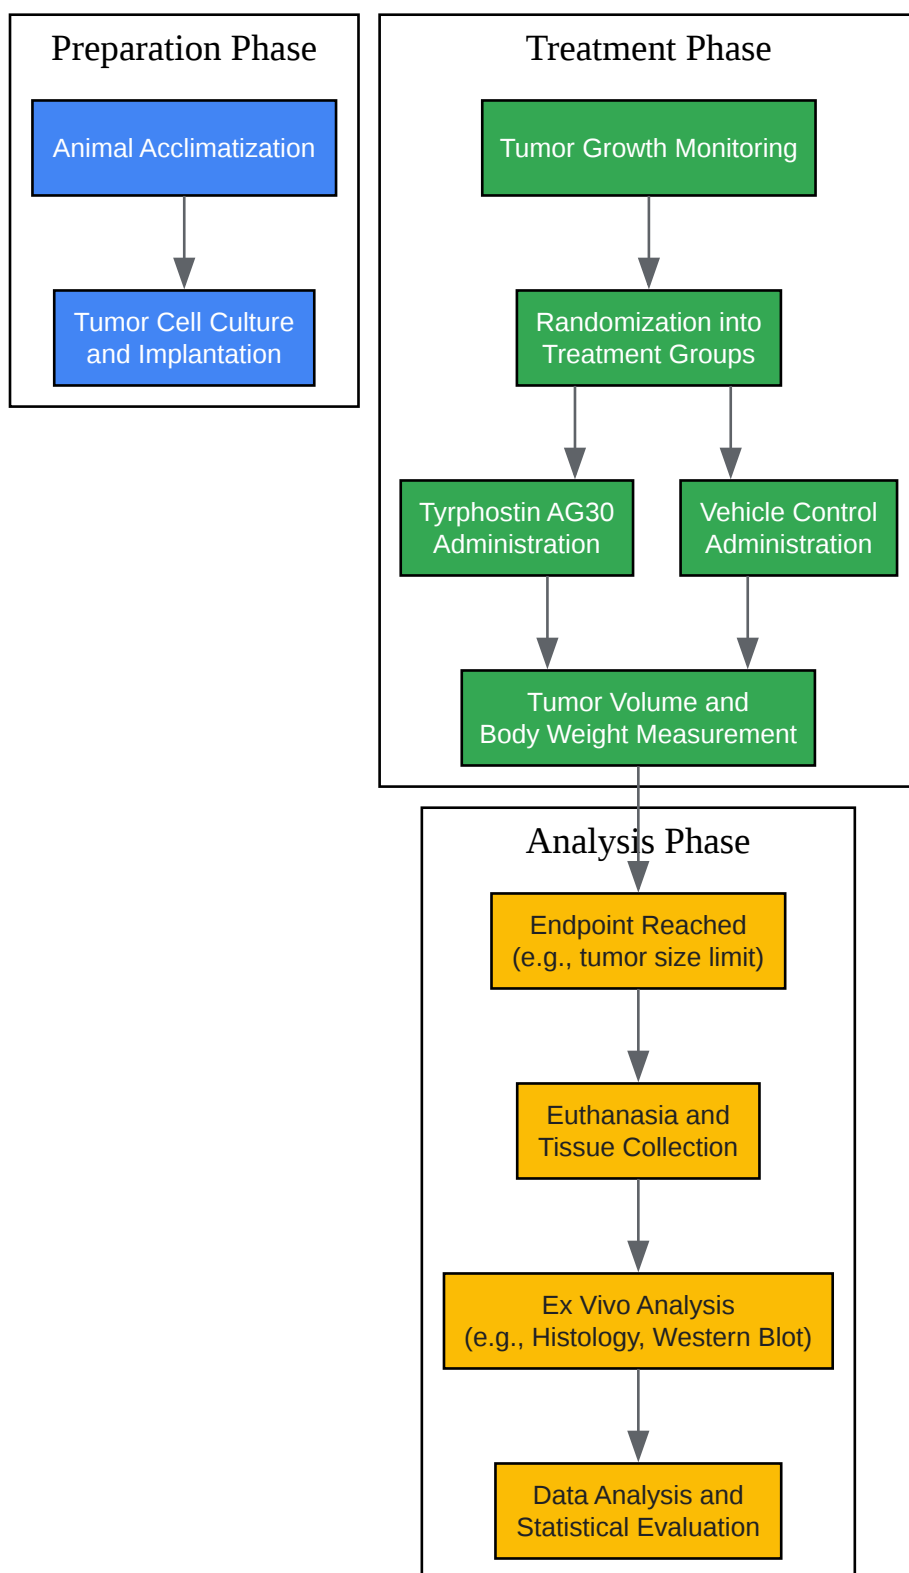 Preparation Phase
Animal Acclimatization
Tumor Cell Culture
and Implantation
Treatment Phase
Tumor Growth Monitoring
Randomization into
Treatment Groups
Tyrphostin AG30
Administration
Vehicle Control
Administration
Tumor Volume and
Body Weight Measurement
Analysis Phase
Endpoint Reached
(e.g., tumor size limit)
Euthanasia and
Tissue Collection
Ex Vivo Analysis
(e.g., Histology, Western Blot)
Data Analysis and
Statistical Evaluation